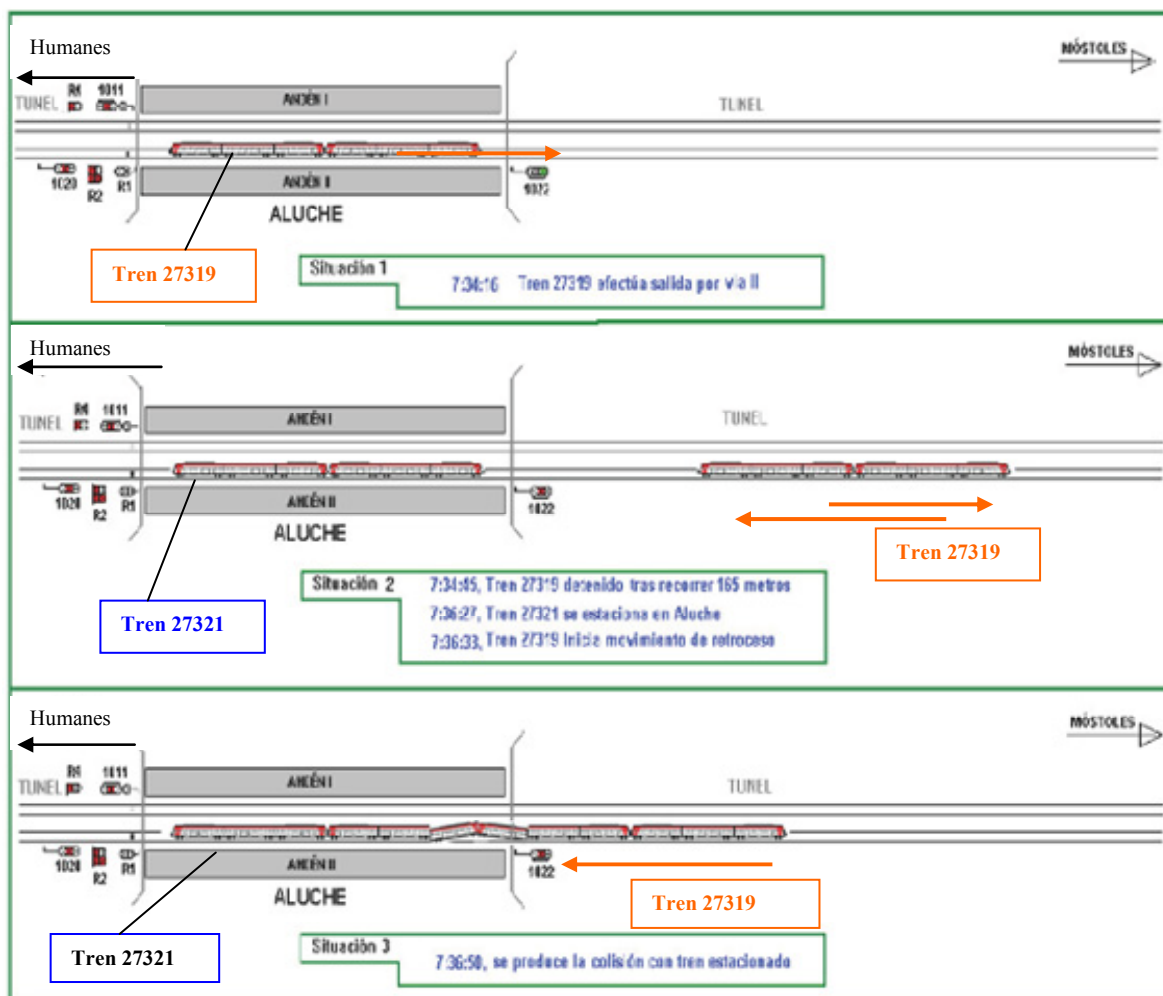 Humanes
MÓSTOLES
R4 1011
TUNEL
ANDÉN I
TUNEL
1020
R2
R1
ANDÉN II
1022
ALUCHE
Tren 27319
Situación 1
7:34:16 Tren 27319 efectúa salida por vía II
Humanes
MÓSTOLES
R4 1011
TUNEL
ANDÉN I
TUNEL
1020
R2
R1
ANDÉN II
1022
ALUCHE
Tren 27319
Tren 27321
Situación 2
7:34:45, Tren 27319 detenido tras recorrer 165 metros
7:36:27, Tren 27321 se estaciona en Aluche
7:36:33, Tren 27319 Inicia movimiento de retroceso
Humanes
MÓSTOLES
R4 1011
TUNEL
ANDÉN I
TUNEL
1020
R2
R1
ANDÉN II
1022
ALUCHE
Tren 27319
Tren 27321
Situación 3
7:36:50, se produce la colisión con tren estacionado